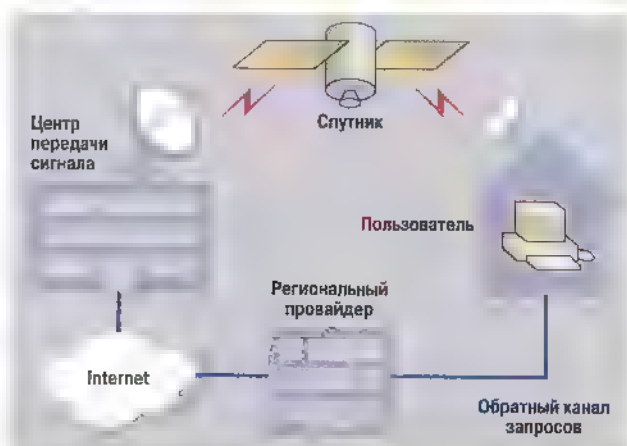 Спутник
Центр
передачи
сигнала
Пользователь
Региональный
провайдер
Internet
Обратный канал
запросов